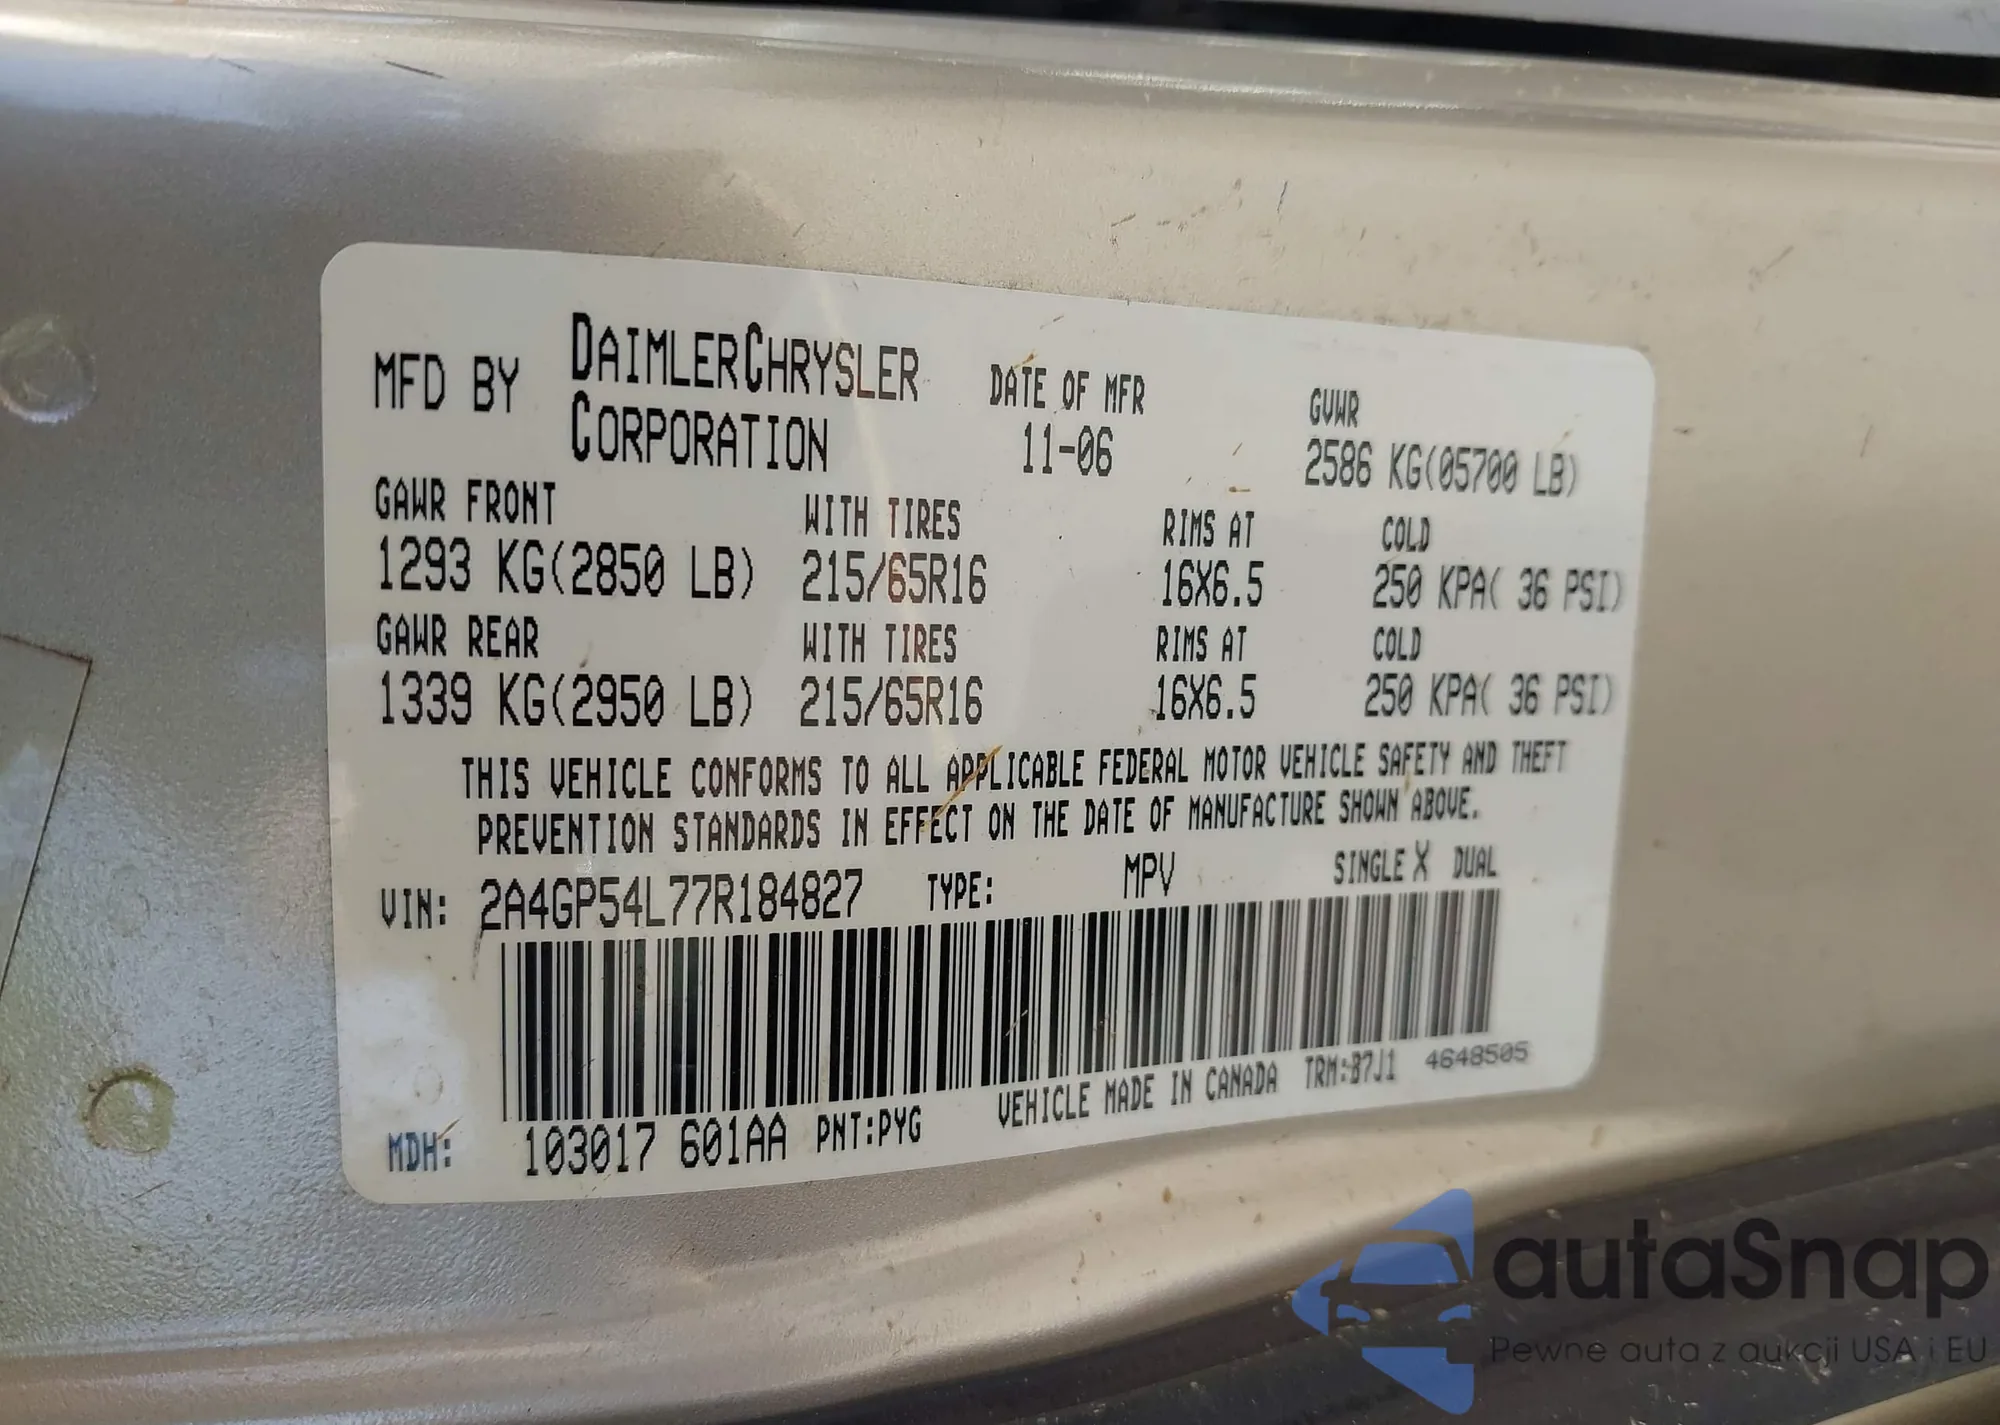 MFD BY DAIMLERCHRYSLER CORPORATION
DATE OF MFR
11-06
GVWR
2586 KG(05700 LB)
GAWR FRONT WITH TIRES RIMS AT COLD
1293 KG(2850 LB) 215/65R16 16X6.5 250 KPA( 36 PSI)
GAWR REAR WITH TIRES RIMS AT COLD
1339 KG(2950 LB) 215/65R16 16X6.5 250 KPA( 36 PSI)
THIS VEHICLE CONFORMS TO ALL APPLICABLE FEDERAL MOTOR VEHICLE SAFETY AND THEFT
PREVENTION STANDARDS IN EFFECT ON THE DATE OF MANUFACTURE SHOWN ABOVE.
VIN: 2A4GP54L77R184827 TYPE: MPV SINGLE X DUAL
MDH: 103017 601AA PNT:PYG VEHICLE MADE IN CANADA TRM:B7J1 4648505
autaSnap
Pewne auta z aukcji USA i EU